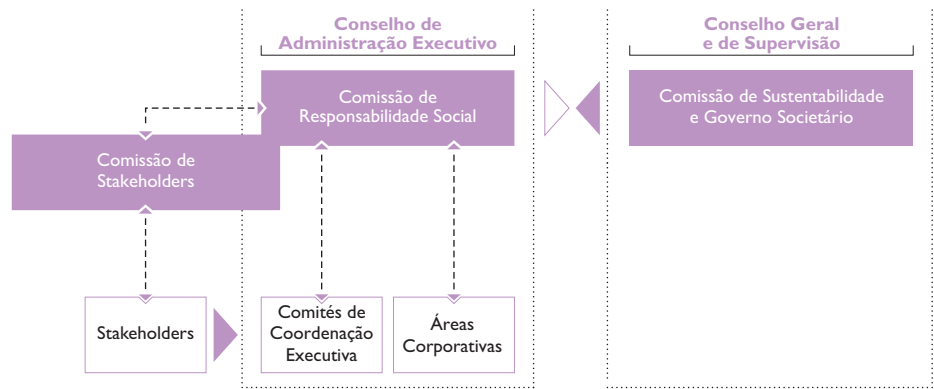 Conselho de
Administração Executivo
Conselho Geral
e de Supervisão
Comissão de
Responsabilidade Social
Comissão de Sustentabilidade
e Governo Societário
Comissão de
Stakeholders
Stakeholders
Comités de
Coordenação
Executiva
Áreas
Corporativas